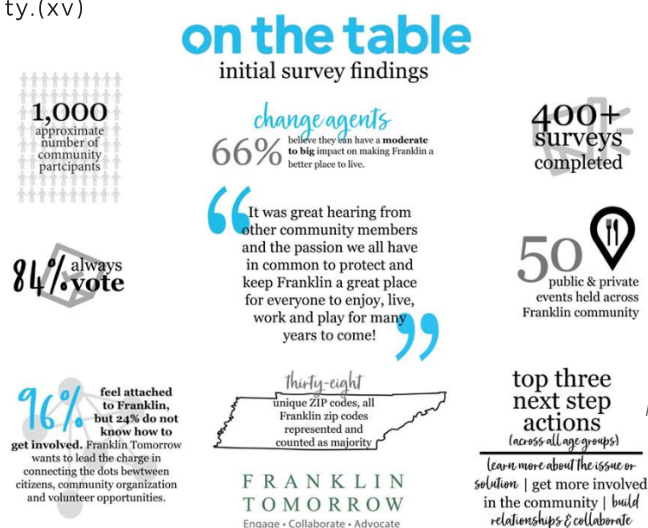 ty.(xv)
on the table
initial survey findings
1,000
approximate
number of
community
partcipants
change agents
66% believe they can have a moderate
to big impact on making Franklin a
better place to live.
400+
surveys
completed
84% always
vote
It was great hearing from
other community members
and the passion we all have
in common to protect and
keep Franklin a great place
for everyone to enjoy, live,
work and play for many
years to come!
50
public & private
events held across
Franklin community
96% feel attached
to Franklin,
but 24% do not
know how to
get involved. Franklin Tomorrow
wants to lead the charge in
connecting the dots bewtween
citizens, community organization
and volunteer opportunities.
thirty-eight
unique ZIP codes, all
Franklin zip codes
represented and
counted as majority
FRANKLIN
TOMORROW
Engage • Collaborate • Advocate
top three
next step
actions
(across all age groups)
learn more about the issue or
solution | get more involved
in the community | build
relationships & collaborate